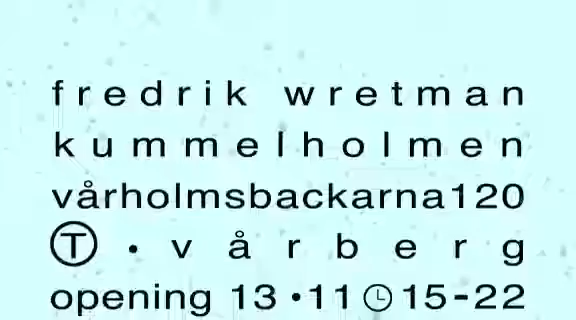 fredrik wretman
kummelholmen
vårholmsbackarna120
Ⓣ • vårberg
opening 13 • 11 🕒 15-22